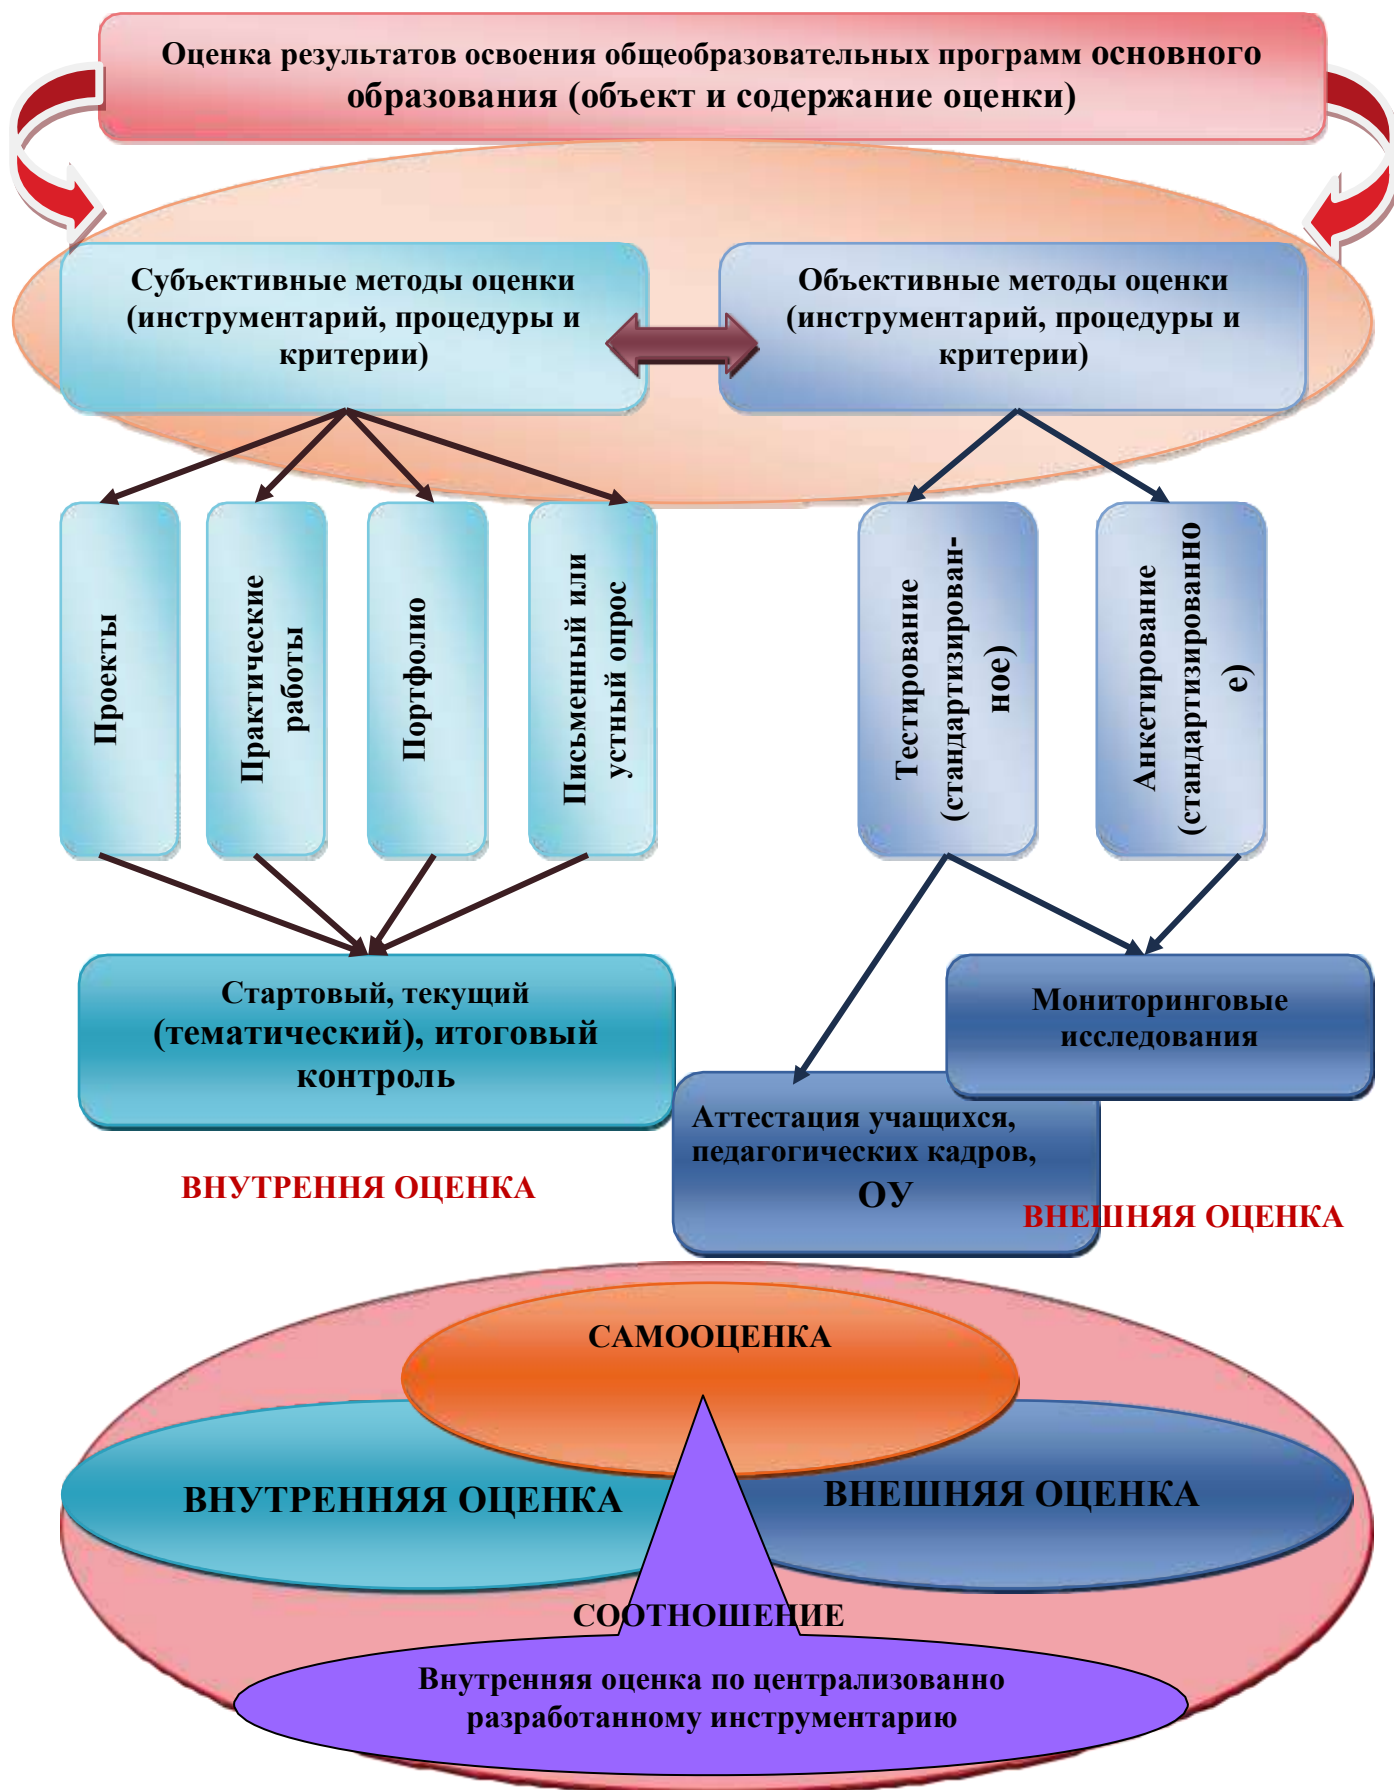 Оценка результатов освоения общеобразовательных программ основного
образования (объект и содержание оценки)
Субъективные методы оценки
(инструментарий, процедуры и
критерии)
Объективные методы оценки
(инструментарий, процедуры и
критерии)
Проекты
Практические
работы
Портфолио
Письменный или
устный опрос
Тестирование
(стандартизирован-
ное)
Анкетирование
(стандартизированно
е)
Стартовый, текущий
(тематический), итоговый
контроль
Мониторинговые
исследования
Аттестация учащихся,
педагогических кадров,
ОУ
ВНУТРЕННЯ ОЦЕНКА
ВНЕШНЯЯ ОЦЕНКА
САМООЦЕНКА
ВНУТРЕННЯЯ ОЦЕНКА
ВНЕШНЯЯ ОЦЕНКА
СООТНОШЕНИЕ
Внутренняя оценка по централизованно
разработанному инструментарию